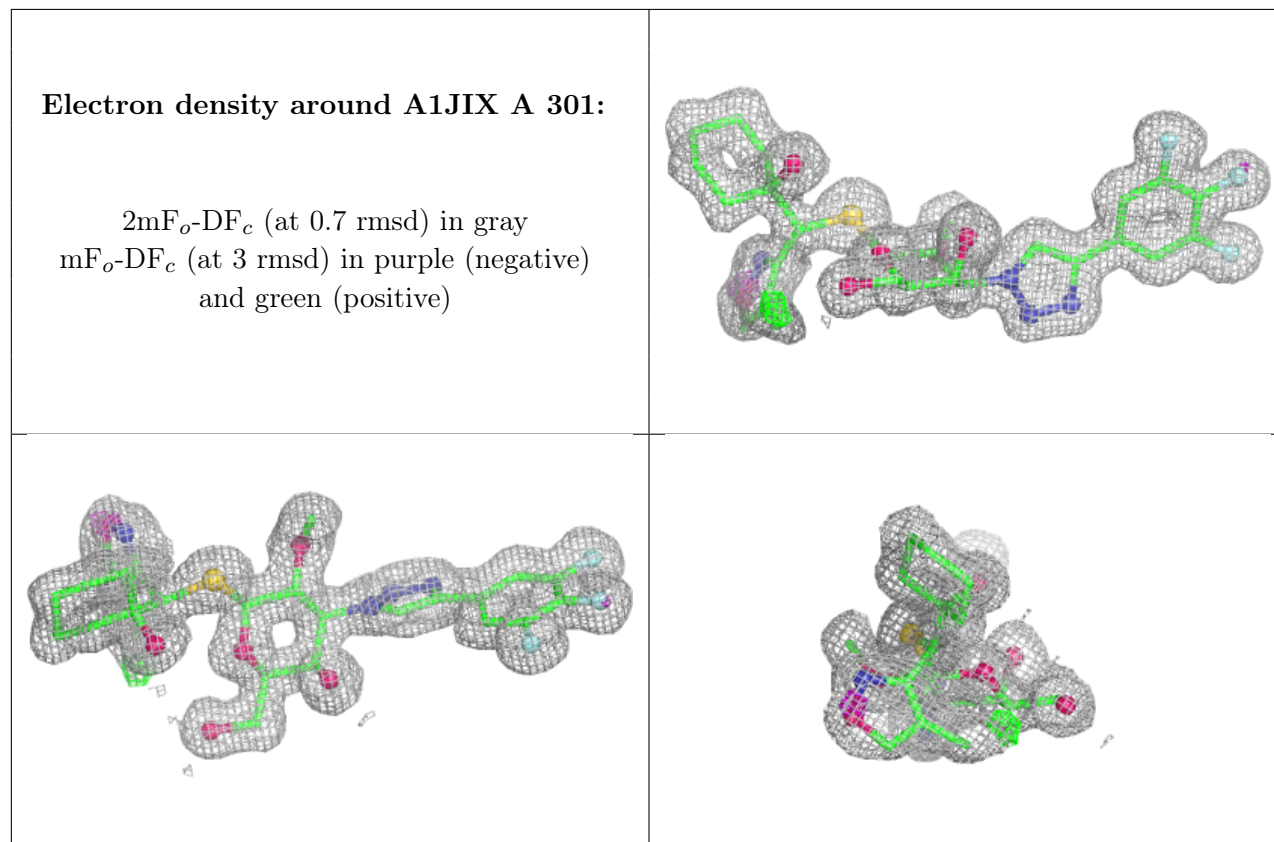 Electron density around A1JIX A 301:
2mFₒ-DF𝒸 (at 0.7 rmsd) in gray
mFₒ-DF𝒸 (at 3 rmsd) in purple (negative)
and green (positive)